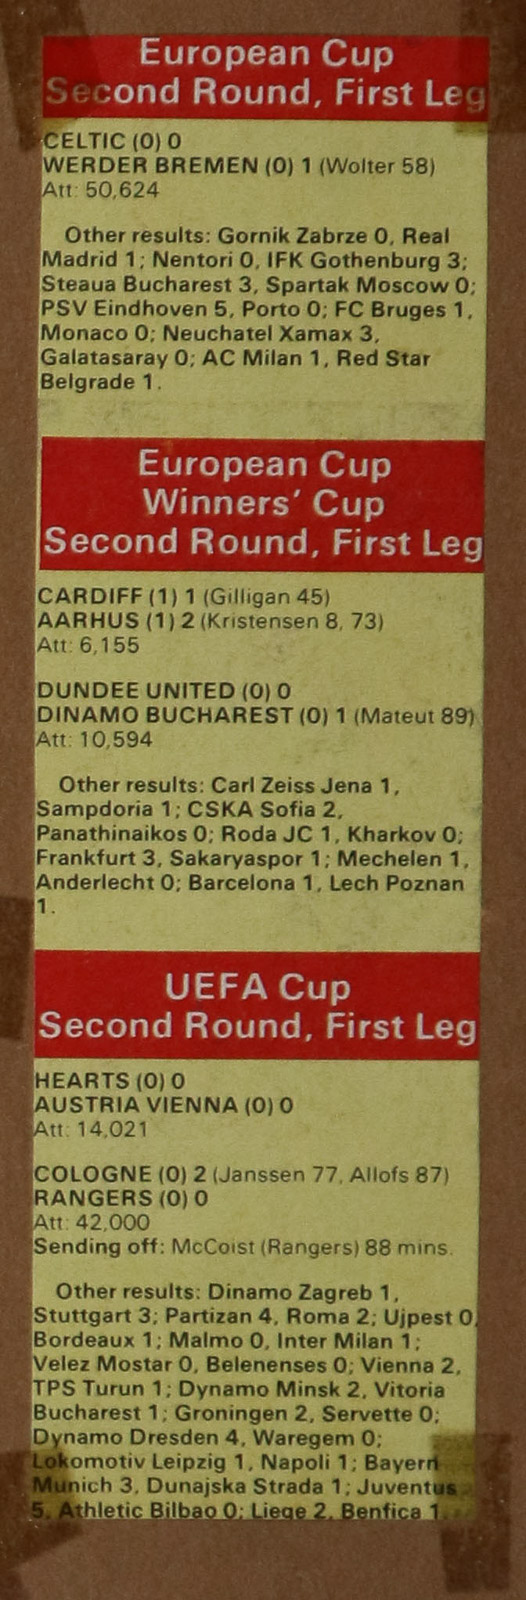 European Cup
Second Round, First Leg
CELTIC (0) 0
WERDER BREMEN (0) 1 (Wolter 58)
Att: 50,624
Other results: Gornik Zabrze 0, Real
Madrid 1; Nentori 0, IFK Gothenburg 3;
Steaua Bucharest 3, Spartak Moscow 0;
PSV Eindhoven 5, Porto 0; FC Bruges 1,
Monaco 0; Neuchatel Xamax 3,
Galatasaray 0; AC Milan 1, Red Star
Belgrade 1.
European Cup
Winners' Cup
Second Round, First Leg
CARDIFF (1) 1 (Gilligan 45)
AARHUS (1) 2 (Kristensen 8, 73)
Att: 6,155
DUNDEE UNITED (0) 0
DINAMO BUCHAREST (0) 1 (Mateut 89)
Att: 10,594
Other results: Carl Zeiss Jena 1,
Sampdoria 1; CSKA Sofia 2,
Panathinaikos 0; Roda JC 1, Kharkov 0;
Frankfurt 3, Sakaryaspor 1; Mechelen 1,
Anderlecht 0; Barcelona 1, Lech Poznan
1.
UEFA Cup
Second Round, First Leg
HEARTS (0) 0
AUSTRIA VIENNA (0) 0
Att: 14,021
COLOGNE (0) 2 (Janssen 77, Allofs 87)
RANGERS (0) 0
Att: 42,000
Sending off: McCoist (Rangers) 88 mins.
Other results: Dinamo Zagreb 1,
Stuttgart 3; Partizan 4, Roma 2; Ujpest 0,
Bordeaux 1; Malmo 0, Inter Milan 1;
Velez Mostar 0, Belenenses 0; Vienna 2,
TPS Turun 1; Dynamo Minsk 2, Vitoria
Bucharest 1; Groningen 2, Servette 0;
Dynamo Dresden 4, Waregem 0;
Lokomotiv Leipzig 1, Napoli 1; Bayern
Munich 3, Dunajska Strada 1; Juventus
5, Athletic Bilbao 0; Liege 2, Benfica 1.